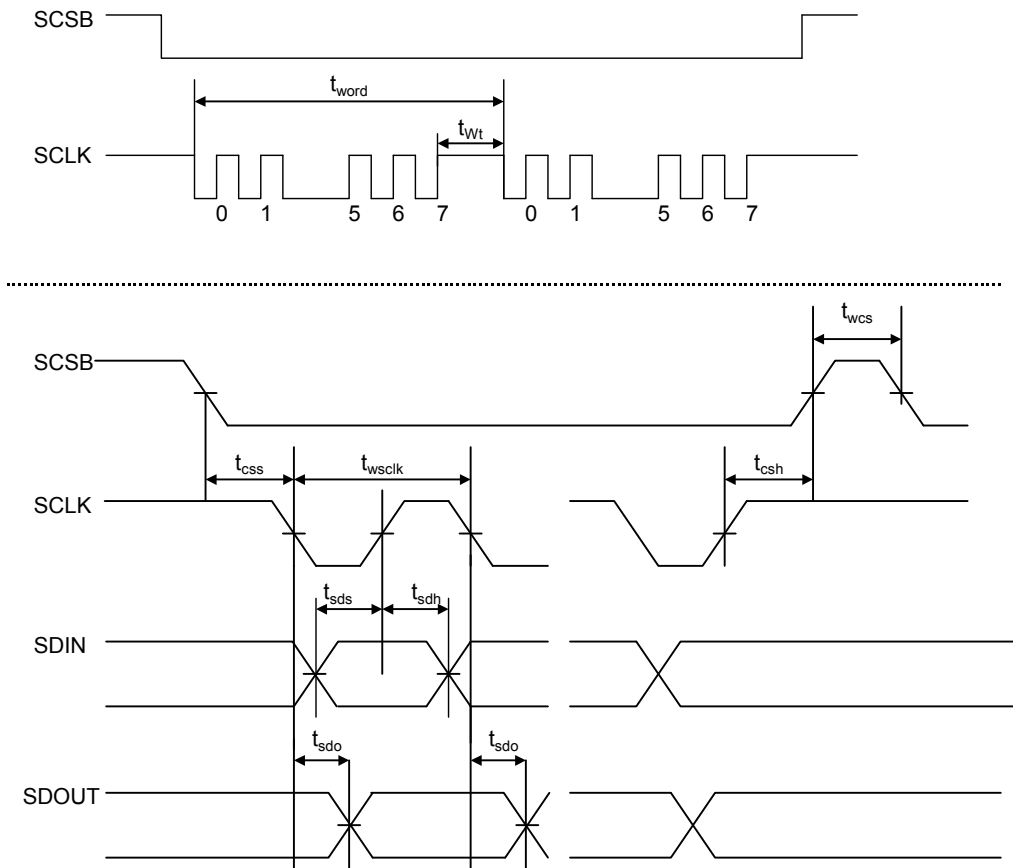 SCSB
t_word
t_Wt
SCLK
0 1 5 6 7 0 1 5 6 7
t_wcs
SCSB
t_css t_wsclk t_csh
SCLK
t_sds t_sdh
SDIN
t_sdo t_sdo
SDOUT